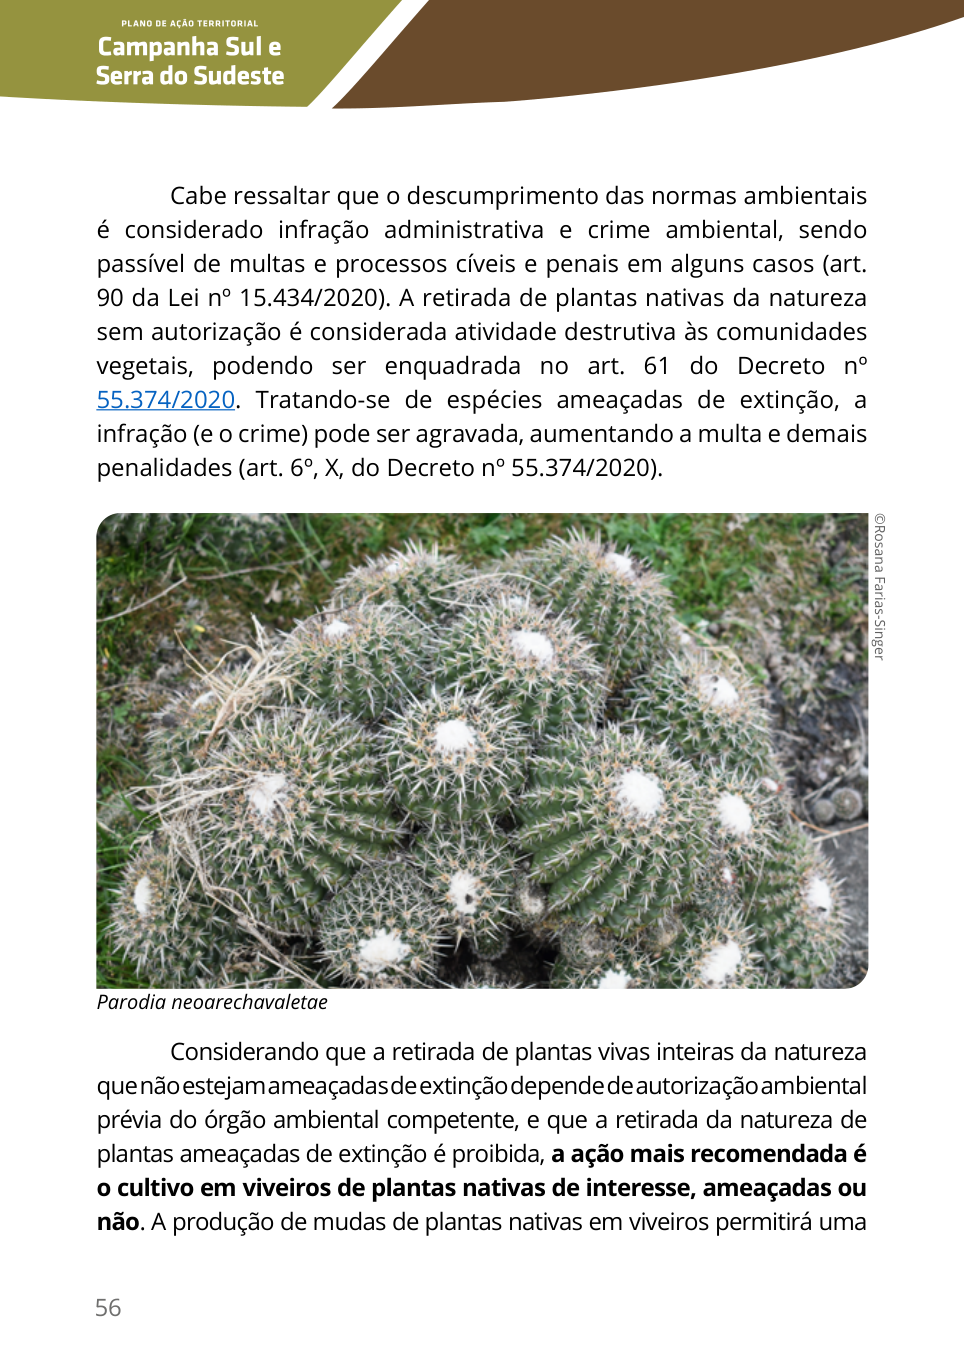 PLANO DE AÇÃO TERRITORIAL
Campanha Sul e
Serra do Sudeste
Cabe ressaltar que o descumprimento das normas ambientais
é considerado infração administrativa e crime ambiental, sendo
passível de multas e processos cíveis e penais em alguns casos (art.
90 da Lei nº 15.434/2020). A retirada de plantas nativas da natureza
sem autorização é considerada atividade destrutiva às comunidades
vegetais, podendo ser enquadrada no art. 61 do Decreto nº
55.374/2020. Tratando-se de espécies ameaçadas de extinção, a
infração (e o crime) pode ser agravada, aumentando a multa e demais
penalidades (art. 6º, X, do Decreto nº 55.374/2020).
©Rosana Farias-Singer
Parodia neoarechavaletae
Considerando que a retirada de plantas vivas inteiras da natureza
que não estejam ameaçadas de extinção depende de autorização ambiental
prévia do órgão ambiental competente, e que a retirada da natureza de
plantas ameaçadas de extinção é proibida, a ação mais recomendada é
o cultivo em viveiros de plantas nativas de interesse, ameaçadas ou
não. A produção de mudas de plantas nativas em viveiros permitirá uma
56